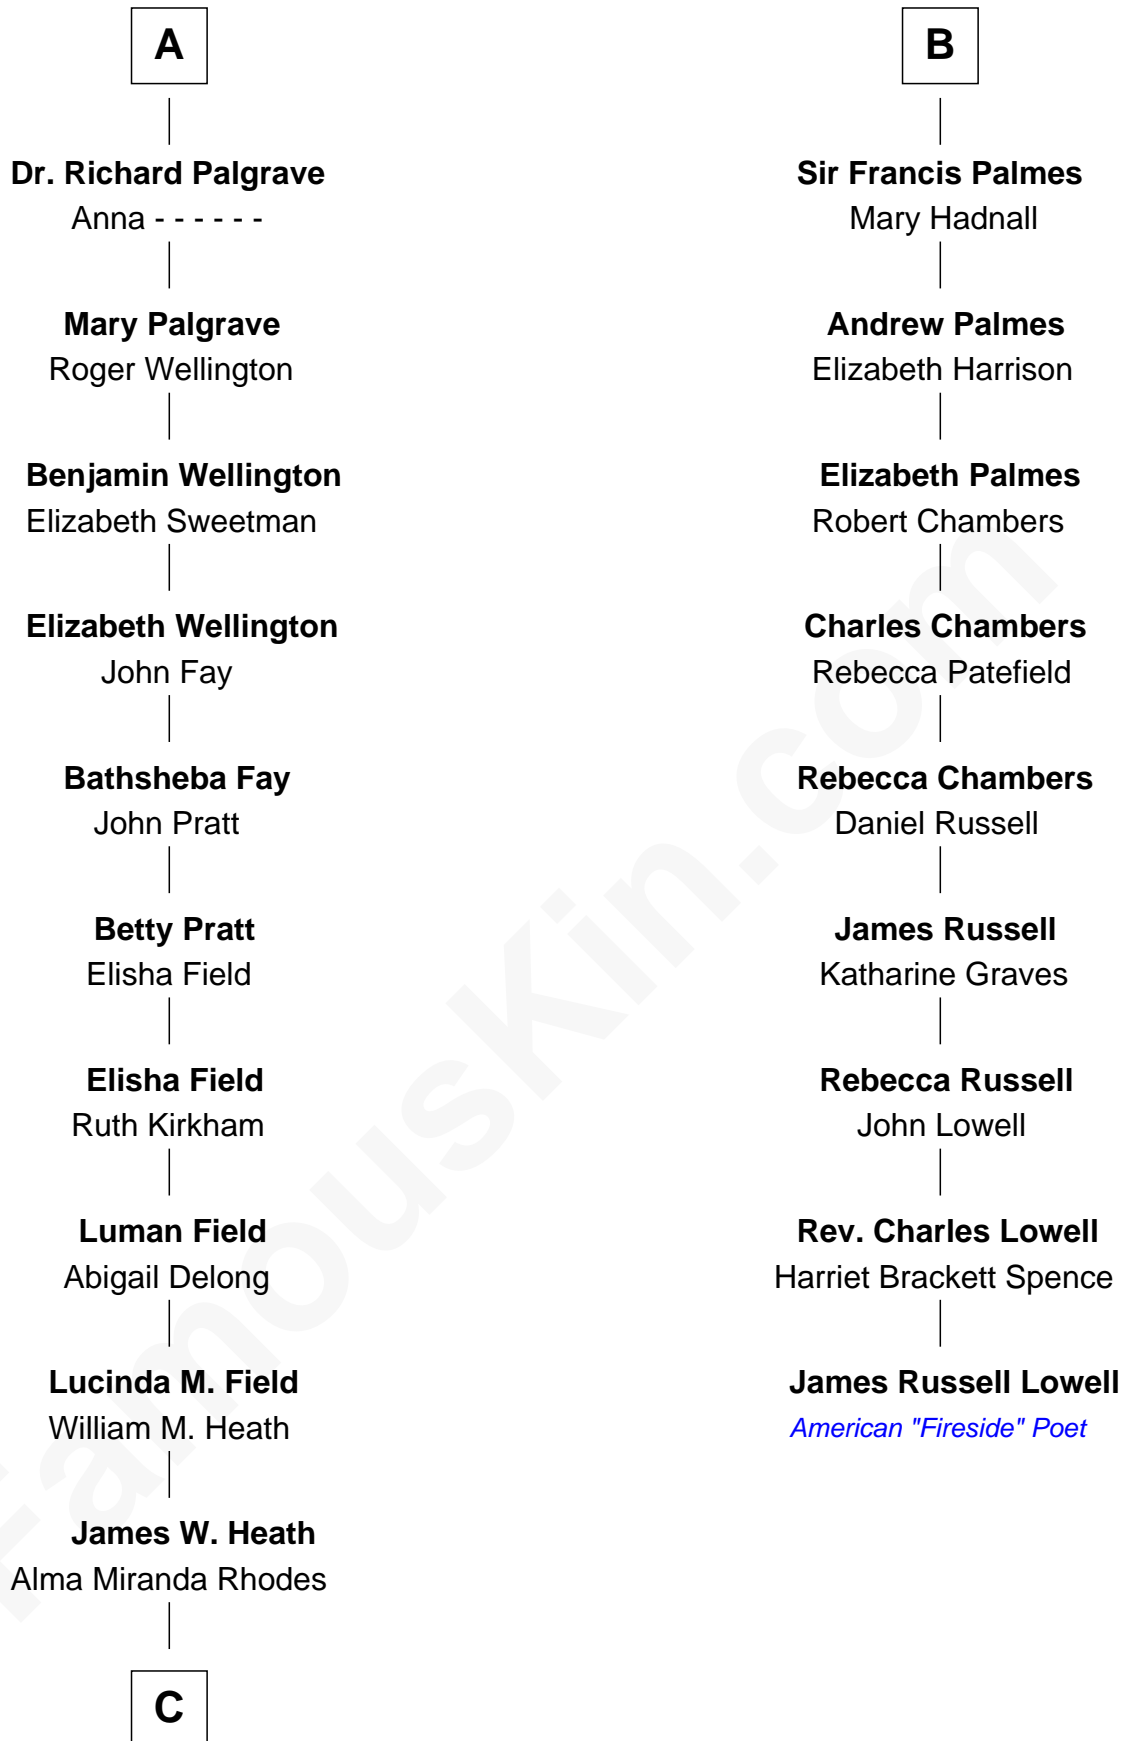 A
Dr. Richard Palgrave
Anna - - - - - -
Mary Palgrave
Roger Wellington
Benjamin Wellington
Elizabeth Sweetman
Elizabeth Wellington
John Fay
Bathsheba Fay
John Pratt
Betty Pratt
Elisha Field
Elisha Field
Ruth Kirkham
Luman Field
Abigail Delong
Lucinda M. Field
William M. Heath
James W. Heath
Alma Miranda Rhodes
C
B
Sir Francis Palmes
Mary Hadnall
Andrew Palmes
Elizabeth Harrison
Elizabeth Palmes
Robert Chambers
Charles Chambers
Rebecca Patefield
Rebecca Chambers
Daniel Russell
James Russell
Katharine Graves
Rebecca Russell
John Lowell
Rev. Charles Lowell
Harriet Brackett Spence
James Russell Lowell
American "Fireside" Poet
FamousKin.com